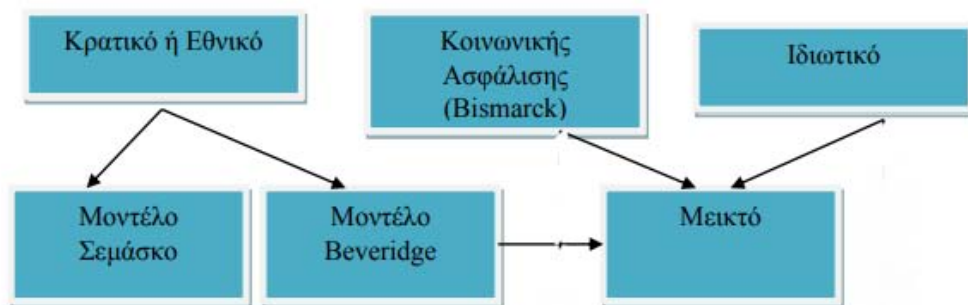 Κρατικό ή Εθνικό
Κοινωνικής
Ασφάλισης
(Bismarck)
Ιδιωτικό
Μοντέλο
Σεμάσκο
Μοντέλο
Beveridge
Μεικτό